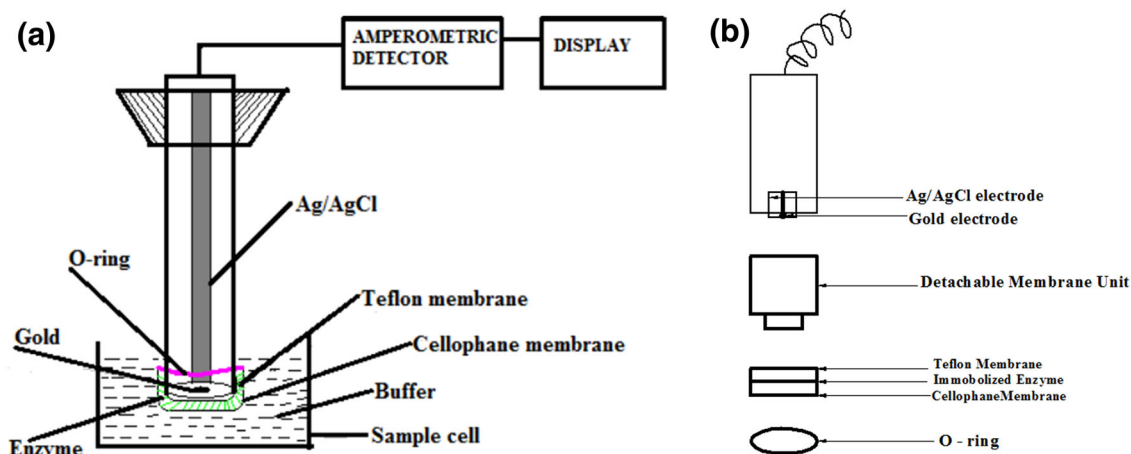 (a)
AMPEROMETRIC
DETECTOR
DISPLAY
Ag/AgCl
O-ring
Teflon membrane
Gold
Cellophane membrane
Buffer
Enzyme
Sample cell
(b)
Ag/AgCl electrode
Gold electrode
Detachable Membrane Unit
Teflon Membrane
Immobolized Enzyme
CellophaneMembrane
O - ring